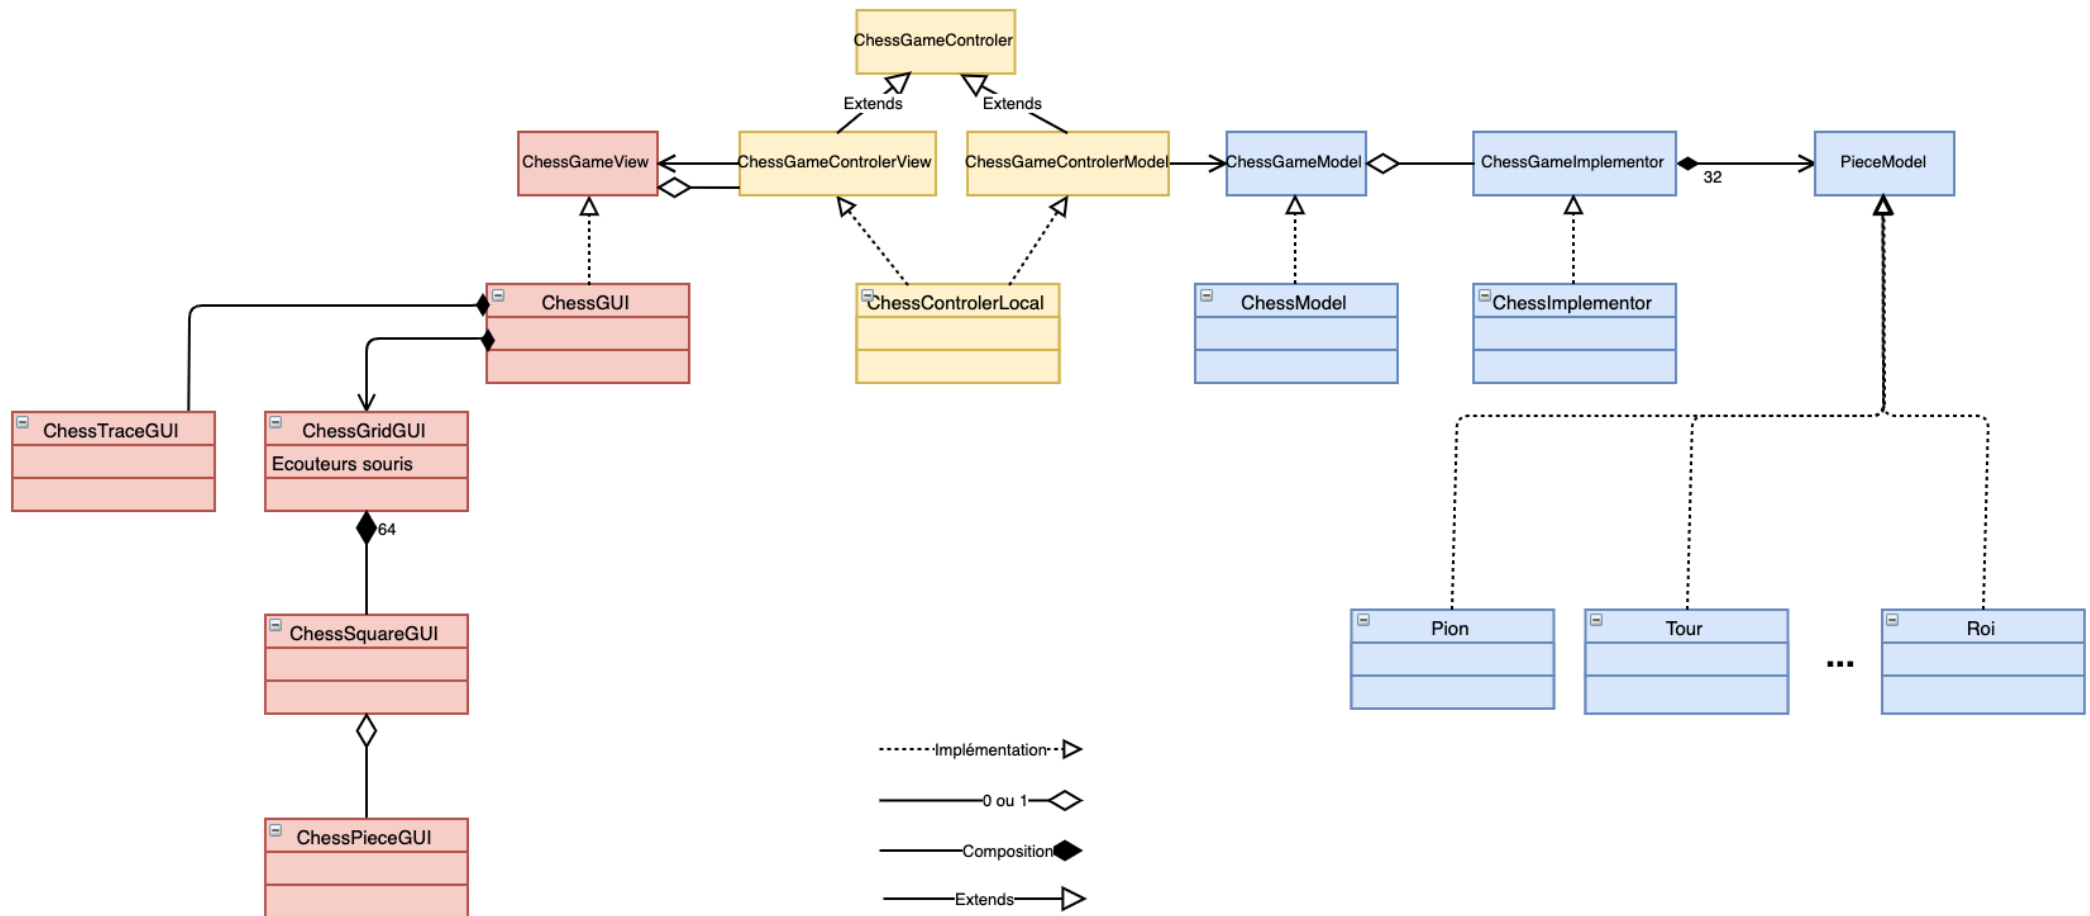 ChessGameControler
Extends
Extends
ChessGameView
ChessGameControlerView
ChessGameControlerModel
ChessGameModel
ChessGameImplementor
32
PieceModel
ChessGUI
ChessControlerLocal
ChessModel
ChessImplementor
ChessTraceGUI
ChessGridGUI
Ecouteurs souris
64
ChessSquareGUI
Pion
Tour
...
Roi
ChessPieceGUI
Implémentation
0 ou 1
Composition
Extends